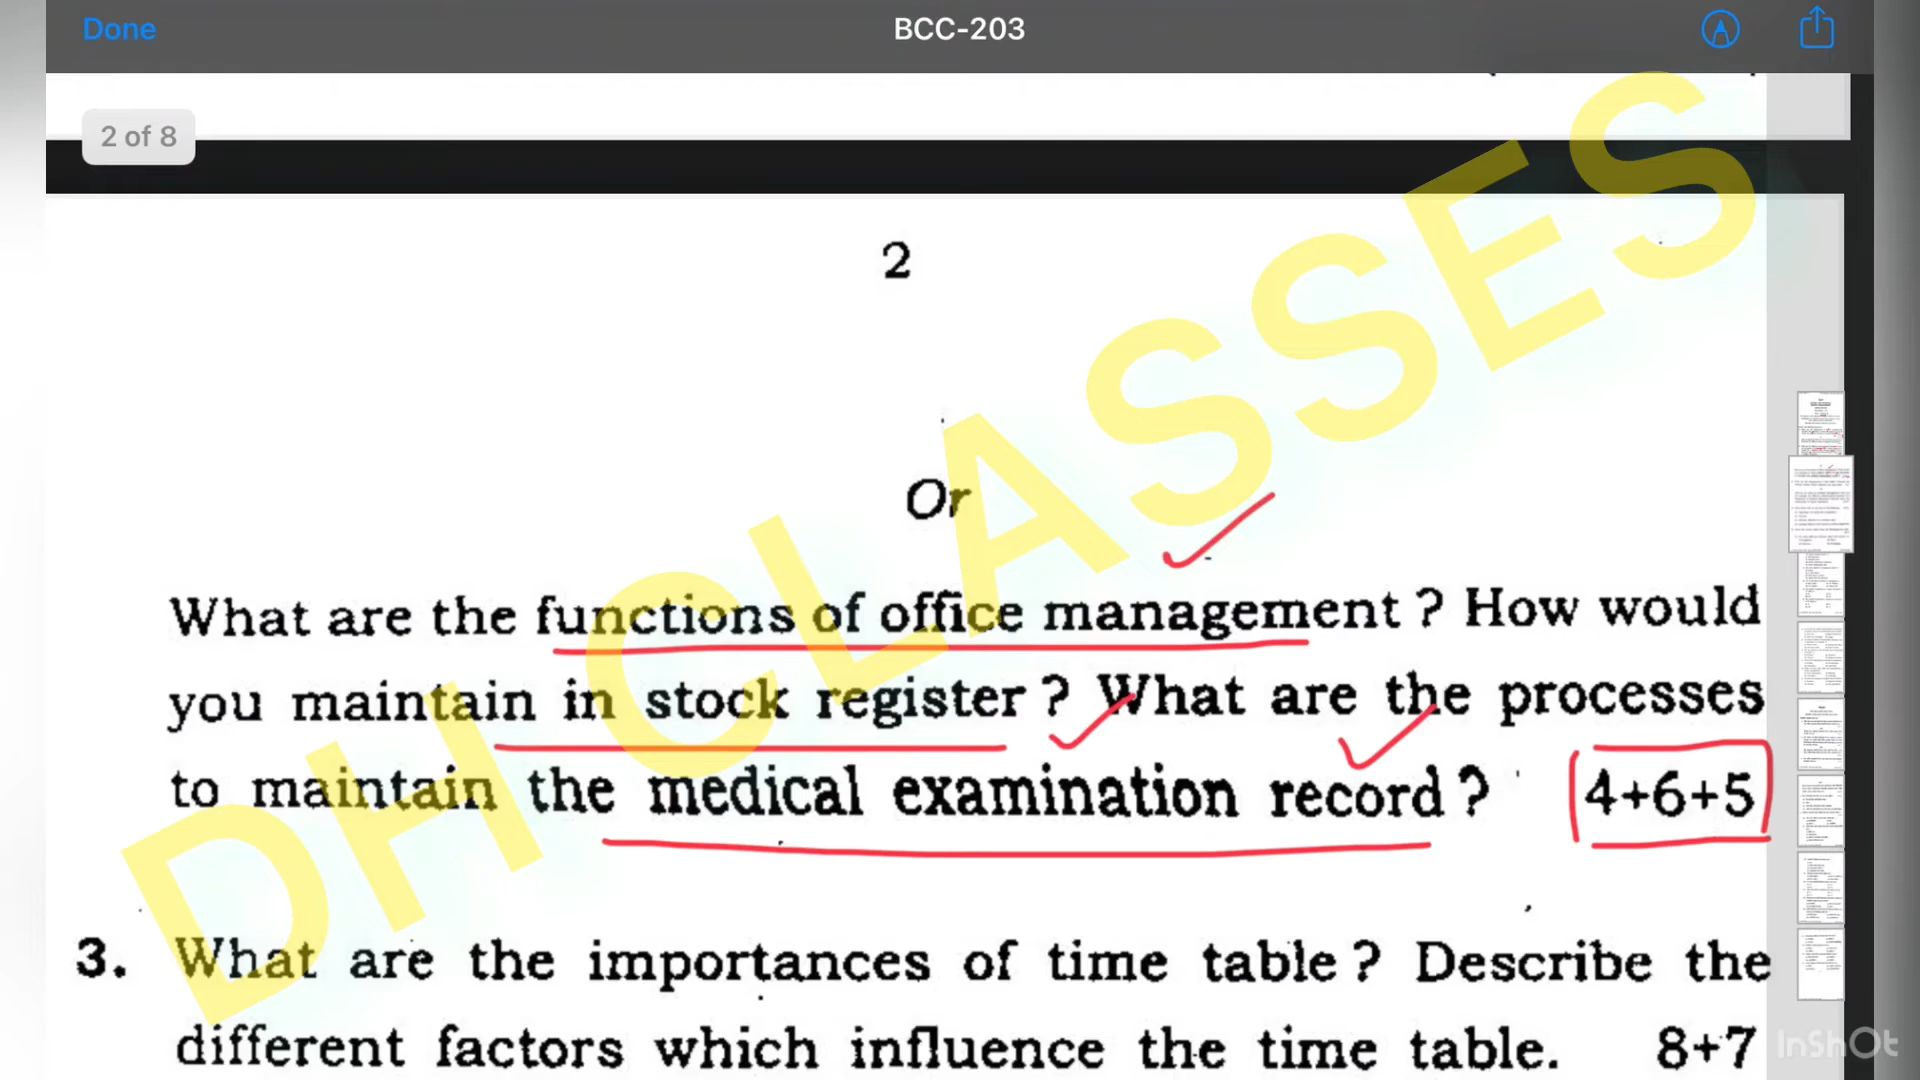 Done
BCC-203
2 of 8
2
Or
What are the functions of office management ? How would
you maintain in stock register ? What are the processes
to maintain the medical examination record ? 4+6+5
3. What are the importances of time table ? Describe the
different factors which influence the time table. 8+7
DH CLASSES
InShOt